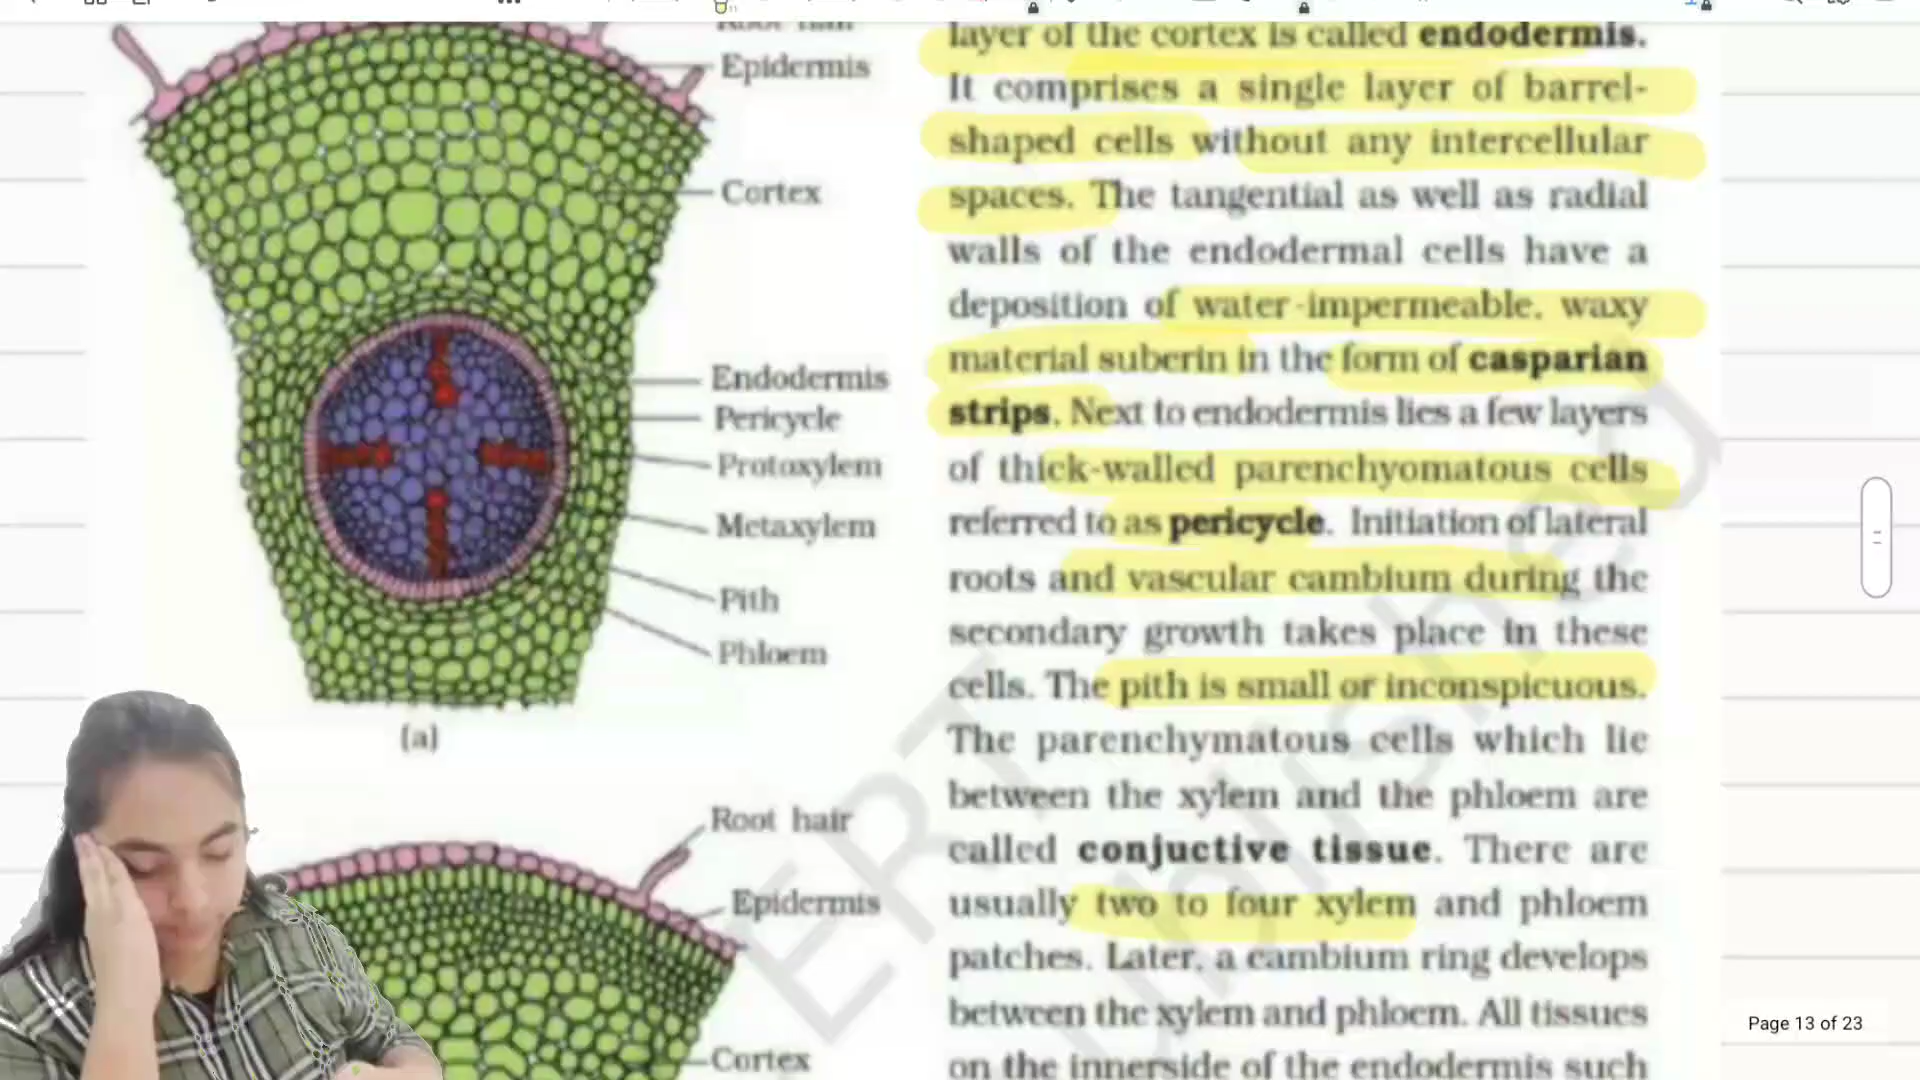 Root hair
Epidermis
Cortex
Endodermis
Pericycle
Protoxylem
Metaxylem
Pith
Phloem
(a)
Root hair
Epidermis
Cortex
layer of the cortex is called endodermis.
It comprises a single layer of barrel-
shaped cells without any intercellular
spaces. The tangential as well as radial
walls of the endodermal cells have a
deposition of water-impermeable, waxy
material suberin in the form of casparian
strips. Next to endodermis lies a few layers
of thick-walled parenchyomatous cells
referred to as pericycle. Initiation of lateral
roots and vascular cambium during the
secondary growth takes place in these
cells. The pith is small or inconspicuous.
The parenchymatous cells which lie
between the xylem and the phloem are
called conjuctive tissue. There are
usually two to four xylem and phloem
patches. Later, a cambium ring develops
between the xylem and phloem. All tissues
on the innerside of the endodermis such
Page 13 of 23